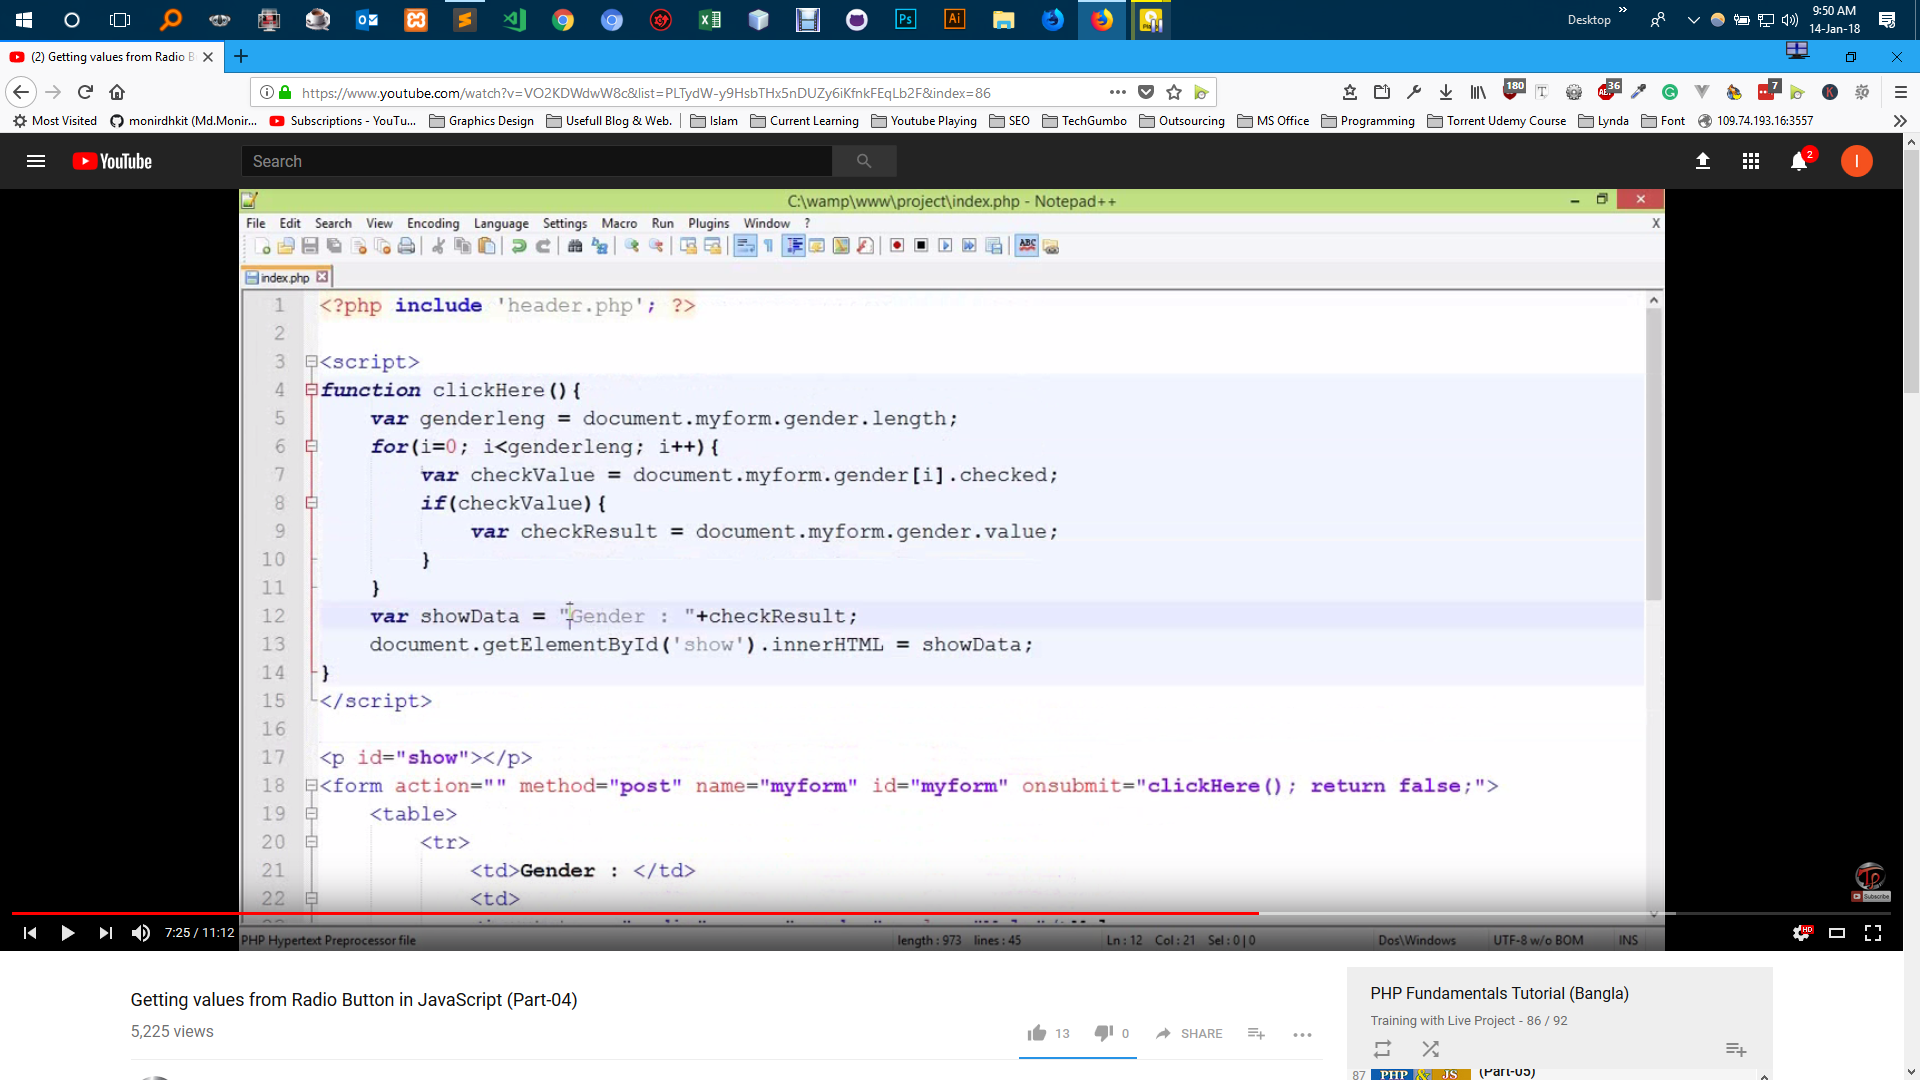 Desktop
9:50 AM
14-Jan-18
(2) Getting values from Radio B
https://www.youtube.com/watch?v=VO2KDWdwW8c&list=PLTydW-y9HsbTHx5nDUZy6iKfnkFEqLb2F&index=86
180
36
7
Most Visited
monirdhkit (Md.Monir...
Subscriptions - YouTu...
Graphics Design
Usefull Blog & Web.
Islam
Current Learning
Youtube Playing
SEO
TechGumbo
Outsourcing
MS Office
Programming
Torrent Udemy Course
Lynda
Font
109.74.193.16:3557
YouTube
Search
2
I
C:\wamp\www\project\index.php - Notepad++
File Edit Search View Encoding Language Settings Macro Run Plugins Window ? X
index.php
1 <?php include 'header.php'; ?>
2
3 <script>
4 function clickHere(){
5 var genderleng = document.myform.gender.length;
6 for(i=0; i<genderleng; i++){
7 var checkValue = document.myform.gender[i].checked;
8 if(checkValue){
9 var checkResult = document.myform.gender.value;
10 }
11 }
12 var showData = "Gender : "+checkResult;
13 document.getElementById('show').innerHTML = showData;
14 }
15 </script>
16
17 <p id="show"></p>
18 <form action="" method="post" name="myform" id="myform" onsubmit="clickHere(); return false;">
19 <table>
20 <tr>
21 <td>Gender : </td>
22 <td>
Subscribe
7:25 / 11:12
HD
PHP Hypertext Preprocessor file
length : 973 lines : 45
Ln : 12 Col : 21 Sel : 0 | 0
Dos\Windows
UTF-8 w/o BOM
INS
Getting values from Radio Button in JavaScript (Part-04)
5,225 views
13
0
SHARE
PHP Fundamentals Tutorial (Bangla)
Training with Live Project - 86 / 92
87
PHP & JS
(Part-05)